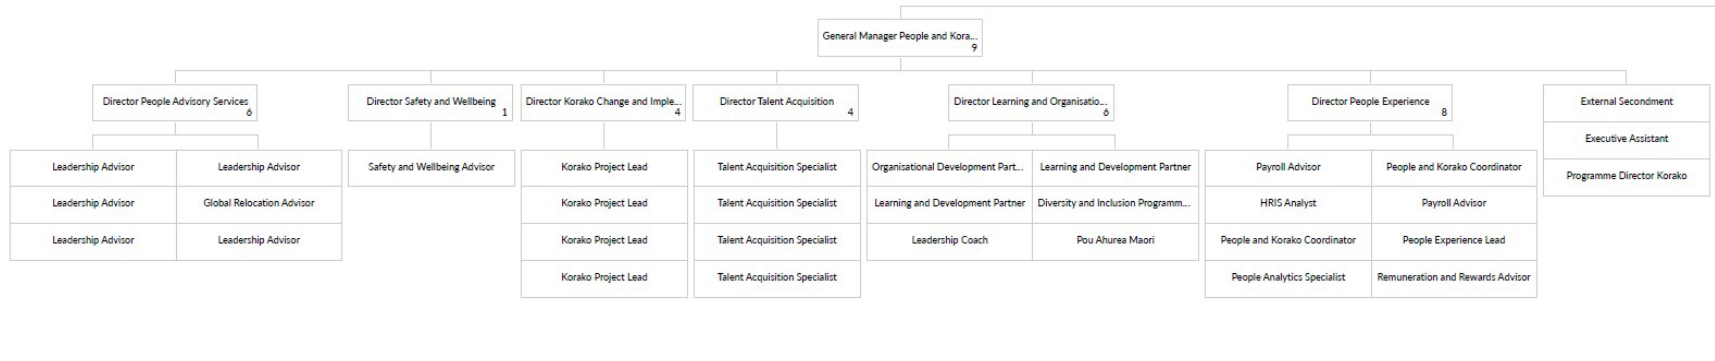 General Manager People and Kora...
9
Director People Advisory Services
6
Director Safety and Wellbeing
1
Director Korako Change and Imple...
4
Director Talent Acquisition
4
Director Learning and Organisatio...
6
Director People Experience
8
External Secondment
Executive Assistant
Programme Director Korako
Leadership Advisor
Leadership Advisor
Leadership Advisor
Global Relocation Advisor
Leadership Advisor
Leadership Advisor
Safety and Wellbeing Advisor
Korako Project Lead
Korako Project Lead
Korako Project Lead
Korako Project Lead
Talent Acquisition Specialist
Talent Acquisition Specialist
Talent Acquisition Specialist
Talent Acquisition Specialist
Organisational Development Part...
Learning and Development Partner
Learning and Development Partner
Diversity and Inclusion Programm...
Leadership Coach
Pou Ahurea Maori
Payroll Advisor
People and Korako Coordinator
HRIS Analyst
Payroll Advisor
People and Korako Coordinator
People Experience Lead
People Analytics Specialist
Remuneration and Rewards Advisor